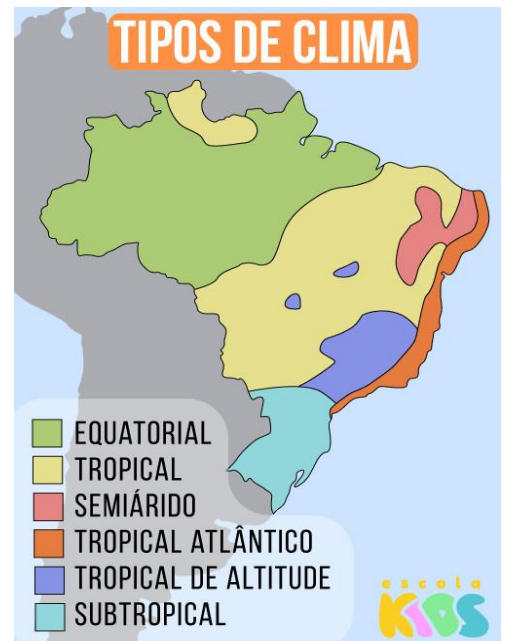 TIPOS DE CLIMA
EQUATORIAL
TROPICAL
SEMIÁRIDO
TROPICAL ATLÂNTICO
TROPICAL DE ALTITUDE
SUBTROPICAL
escola
KIDS